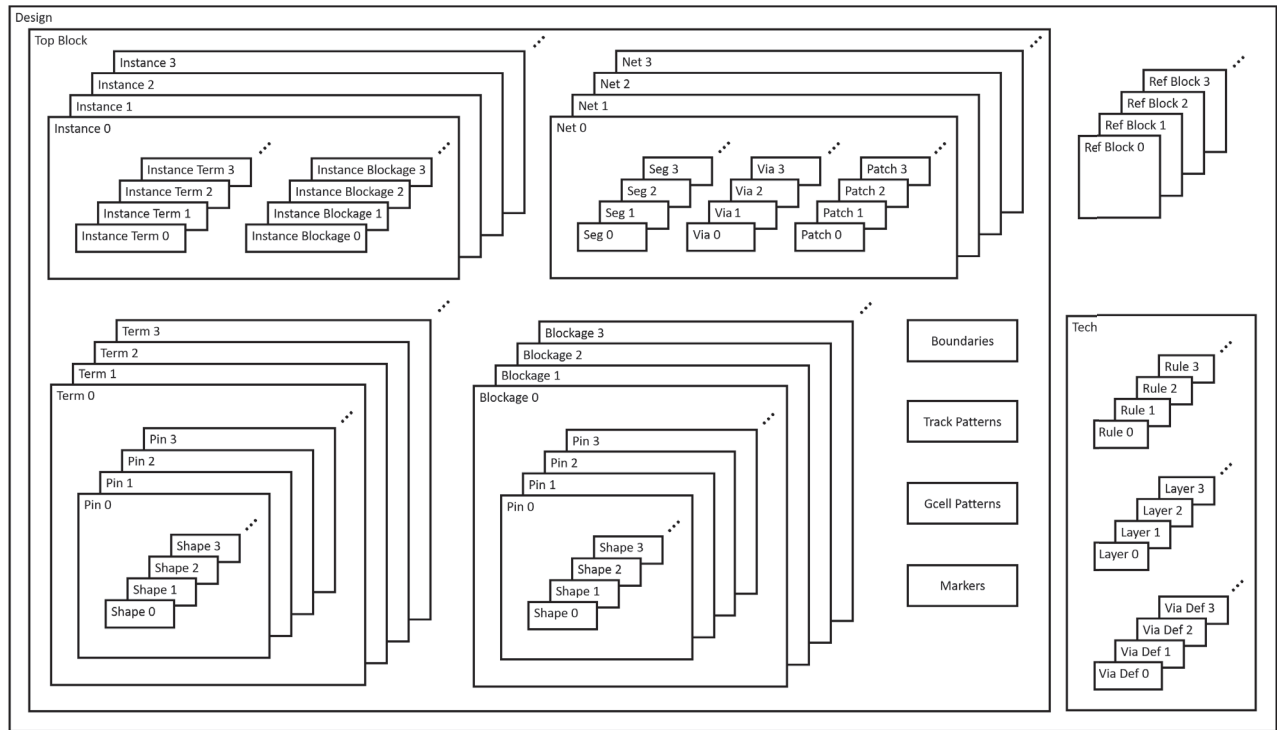 Design
Top Block
Instance 3
Instance 2
Instance 1
Instance 0
Instance Term 3
Instance Term 2
Instance Term 1
Instance Term 0
Instance Blockage 3
Instance Blockage 2
Instance Blockage 1
Instance Blockage 0
Net 3
Net 2
Net 1
Net 0
Seg 3
Seg 2
Seg 1
Seg 0
Via 3
Via 2
Via 1
Via 0
Patch 3
Patch 2
Patch 1
Patch 0
Term 3
Term 2
Term 1
Term 0
Pin 3
Pin 2
Pin 1
Pin 0
Shape 3
Shape 2
Shape 1
Shape 0
Blockage 3
Blockage 2
Blockage 1
Blockage 0
Pin 3
Pin 2
Pin 1
Pin 0
Shape 3
Shape 2
Shape 1
Shape 0
Boundaries
Track Patterns
Gcell Patterns
Markers
Ref Block 3
Ref Block 2
Ref Block 1
Ref Block 0
Tech
Rule 3
Rule 2
Rule 1
Rule 0
Layer 3
Layer 2
Layer 1
Layer 0
Via Def 3
Via Def 2
Via Def 1
Via Def 0